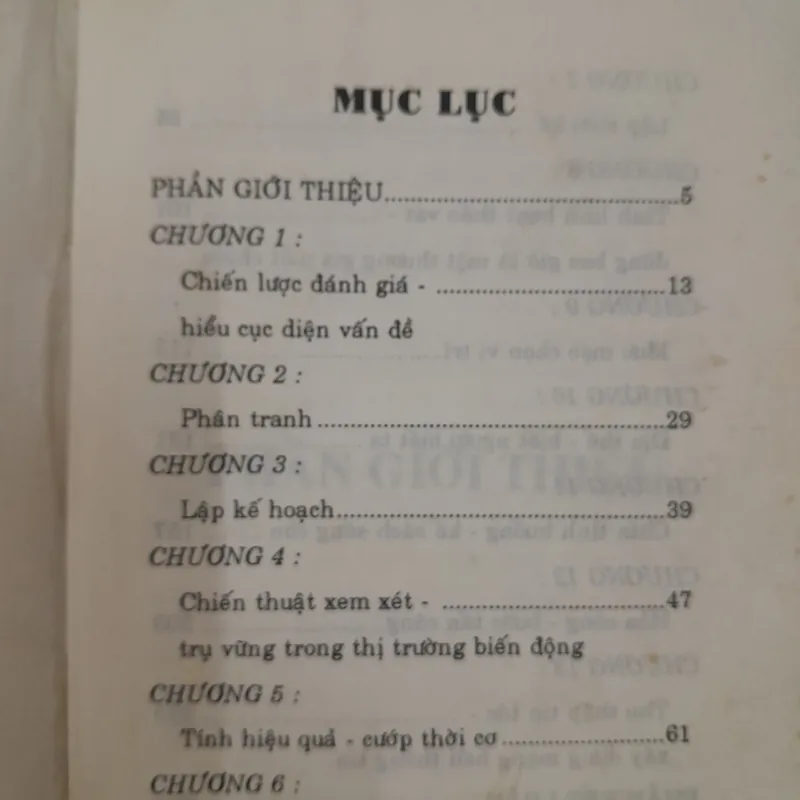 MỤC LỤC
PHẦN GIỚI THIỆU....................................................5
CHƯƠNG 1 :
Chiến lược đánh giá - .......................................13
hiểu cục diện vấn đề
CHƯƠNG 2 :
Phân tranh............................................................29
CHƯƠNG 3 :
Lập kế hoạch........................................................39
CHƯƠNG 4 :
Chiến thuật xem xét - ......................................47
trụ vững trong thị trường biến động
CHƯƠNG 5 :
Tính hiệu quả - cướp thời cơ............................61
CHƯƠNG 6 :